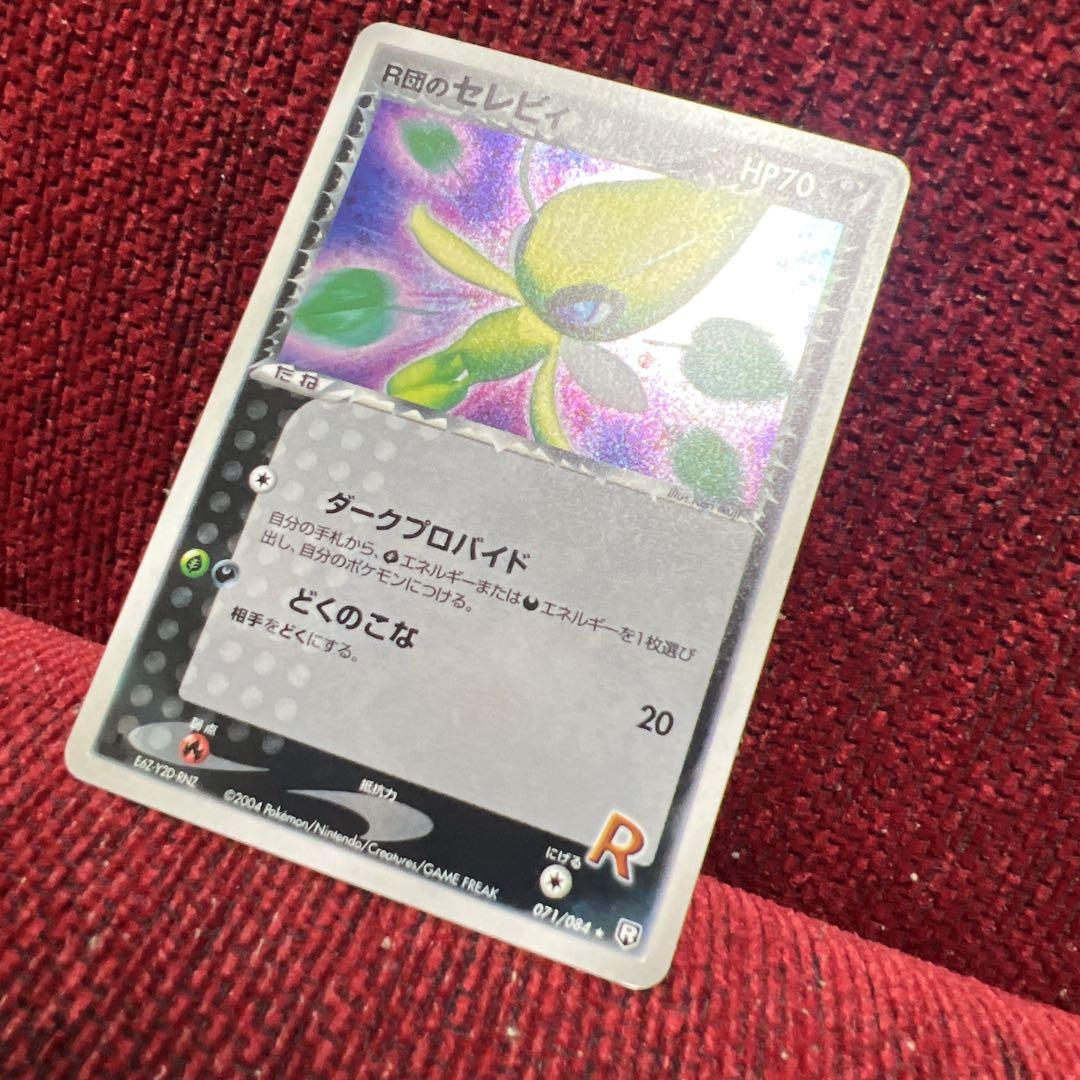 R団のセレビィ
HP70
たね
ダークプロバイド
自分の手札から、エネルギーまたはエネルギーを1枚選び
出し、自分のポケモンにつける。
どくのこな
20
相手をどくにする。
弱点
抵抗力
にげる
R
E6Z-Y2D-RNZ
©2004 Pokémon/Nintendo/Creatures/GAME FREAK
071/084 ★ R